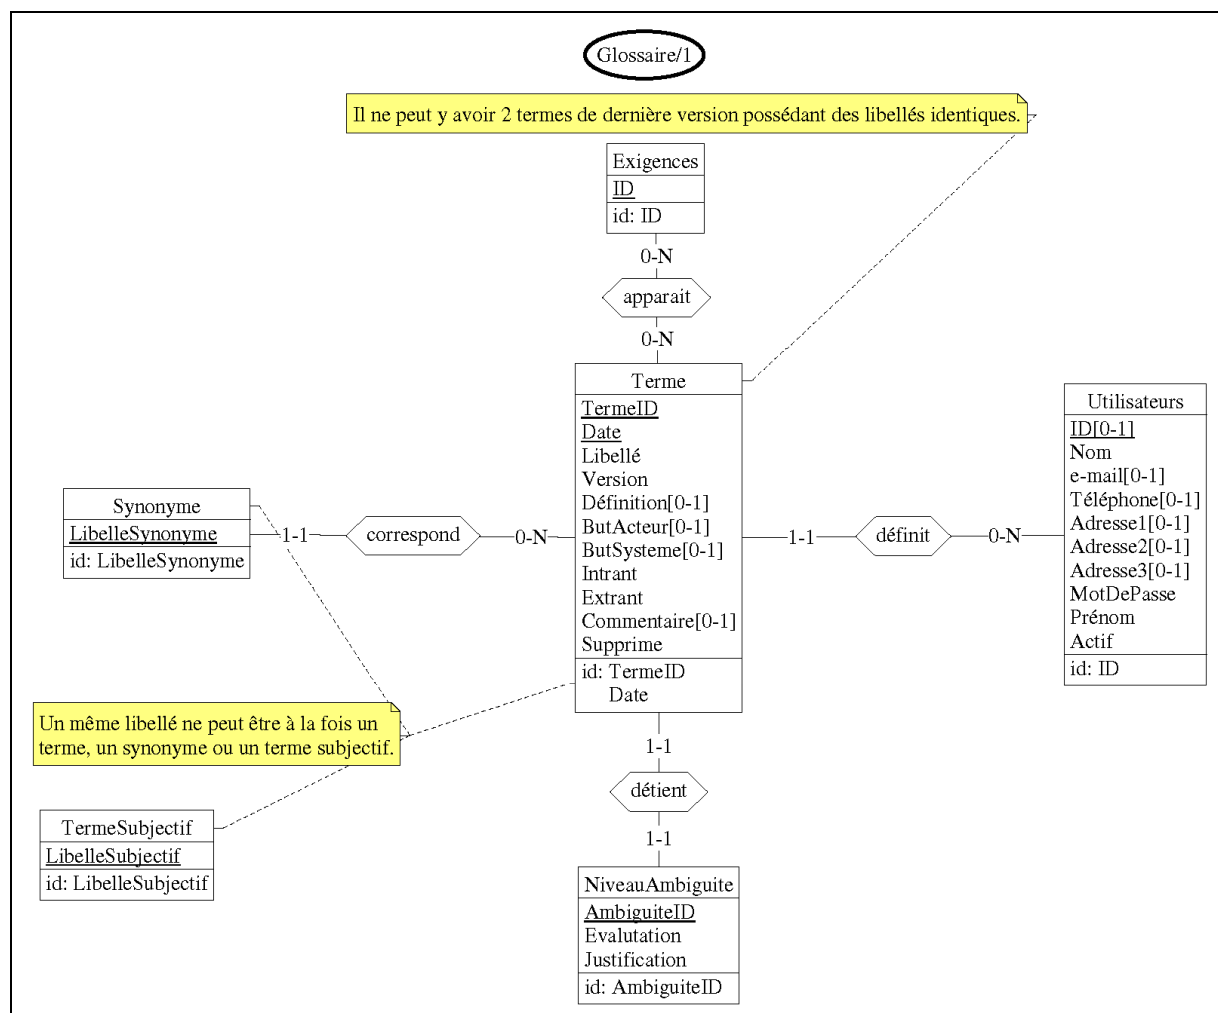 Glossaire/1
Il ne peut y avoir 2 termes de dernière version possédant des libellés identiques.
Exigences
ID
id: ID
0-N
apparait
0-N
Terme
TermeID
Date
Libellé
Version
Définition[0-1]
ButActeur[0-1]
ButSysteme[0-1]
Intrant
Extrant
Commentaire[0-1]
Supprime
id: TermeID
Date
Utilisateurs
ID[0-1]
Nom
e-mail[0-1]
Téléphone[0-1]
Adresse1[0-1]
Adresse2[0-1]
Adresse3[0-1]
MotDePasse
Prénom
Actif
id: ID
Synonyme
LibelleSynonyme
id: LibelleSynonyme
1-1
correspond
0-N
1-1
définit
0-N
Un même libellé ne peut être à la fois un
terme, un synonyme ou un terme subjectif.
1-1
détient
1-1
TermeSubjectif
LibelleSubjectif
id: LibelleSubjectif
NiveauAmbiguite
AmbiguiteID
Evalutation
Justification
id: AmbiguiteID